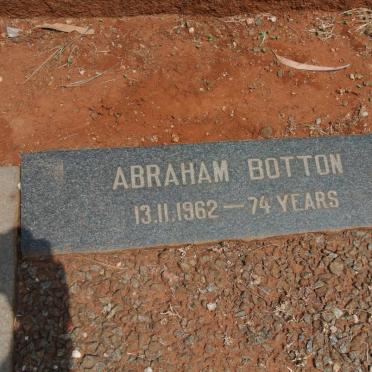 ABRAHAM BOTTON
13.11.1962 — 74 YEARS